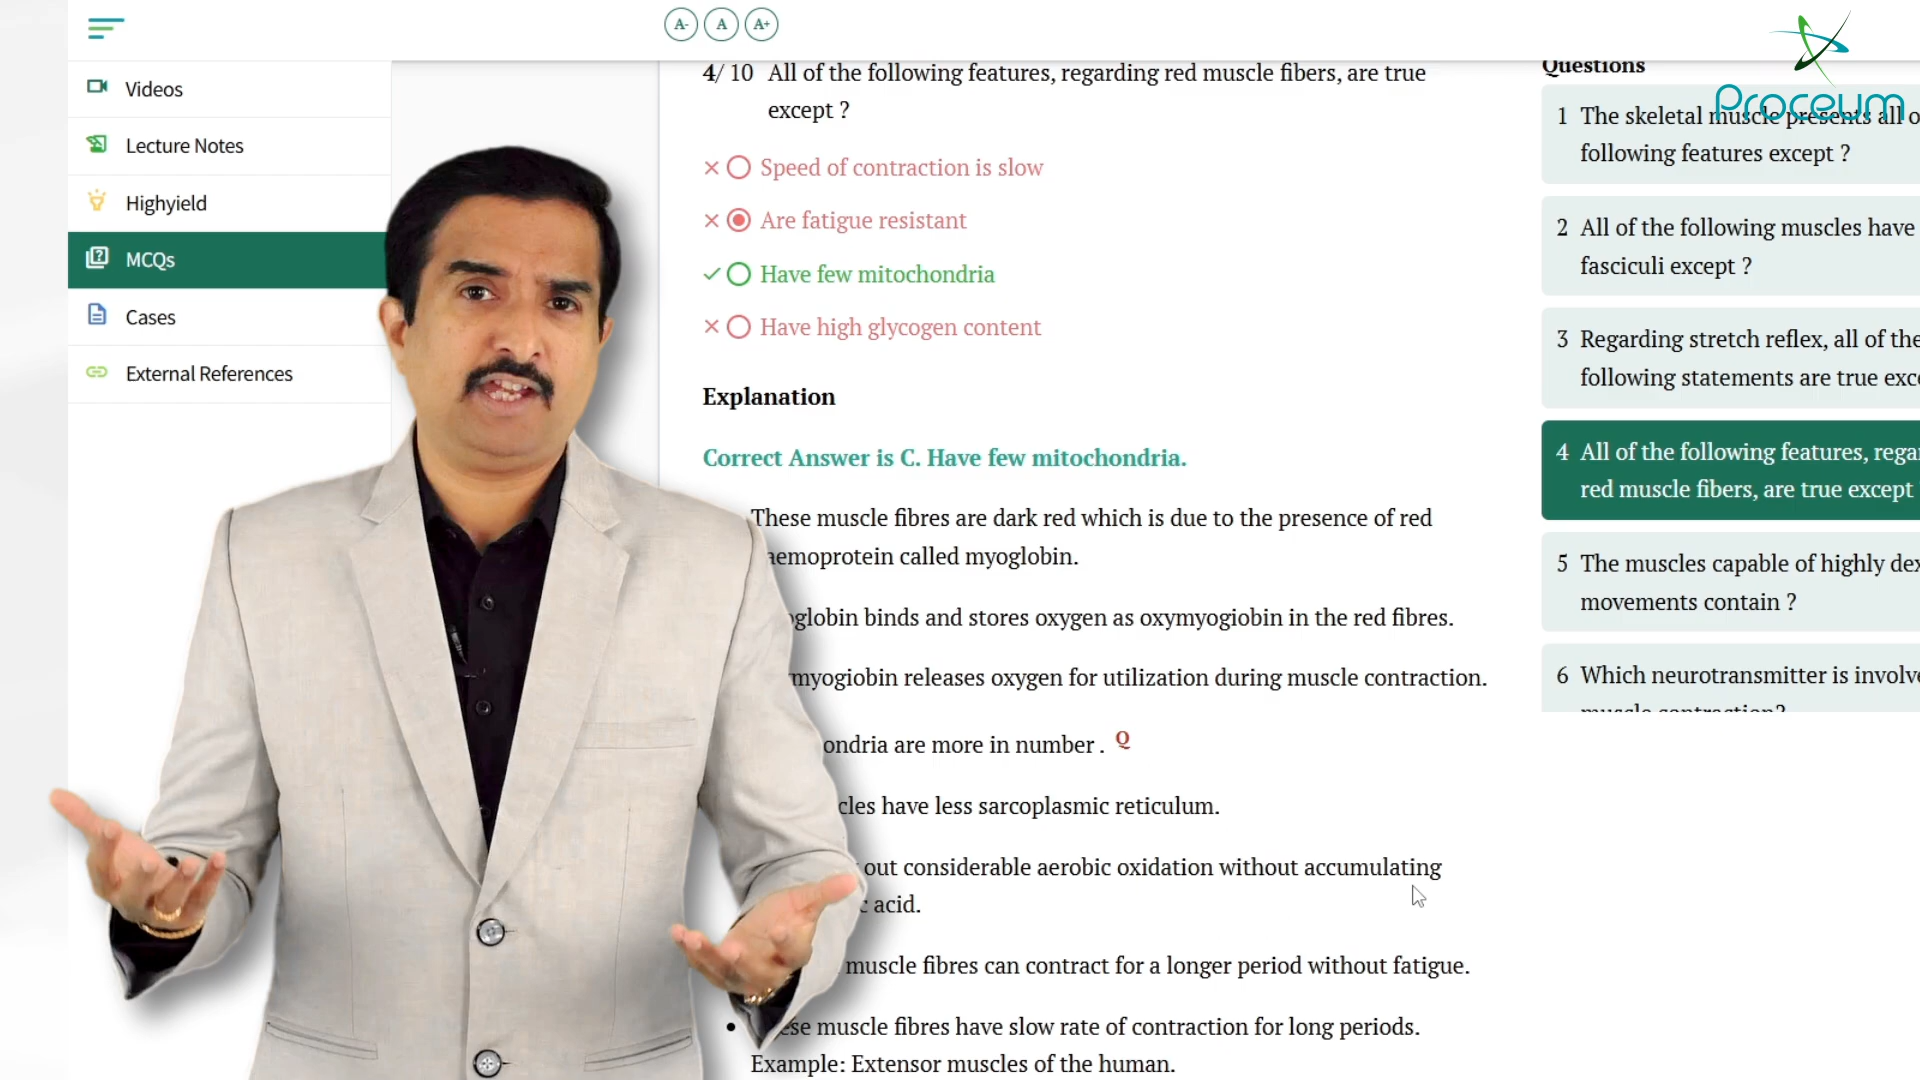 A- A A+
Proceum
Videos
Lecture Notes
Highyield
MCQs
Cases
External References
4/ 10 All of the following features, regarding red muscle fibers, are true
except ?
Speed of contraction is slow
Are fatigue resistant
Have few mitochondria
Have high glycogen content
Explanation
Correct Answer is C. Have few mitochondria.
These muscle fibres are dark red which is due to the presence of red
aemoprotein called myoglobin.
oglobin binds and stores oxygen as oxymyogiobin in the red fibres.
myogiobin releases oxygen for utilization during muscle contraction.
ondria are more in number . Q
cles have less sarcoplasmic reticulum.
out considerable aerobic oxidation without accumulating
c acid.
muscle fibres can contract for a longer period without fatigue.
ese muscle fibres have slow rate of contraction for long periods.
Example: Extensor muscles of the human.
Questions
1 The skeletal muscle presents all o
following features except ?
2 All of the following muscles have
fasciculi except ?
3 Regarding stretch reflex, all of the
following statements are true exc
4 All of the following features, rega
red muscle fibers, are true except
5 The muscles capable of highly dex
movements contain ?
6 Which neurotransmitter is involve
muscle contraction?